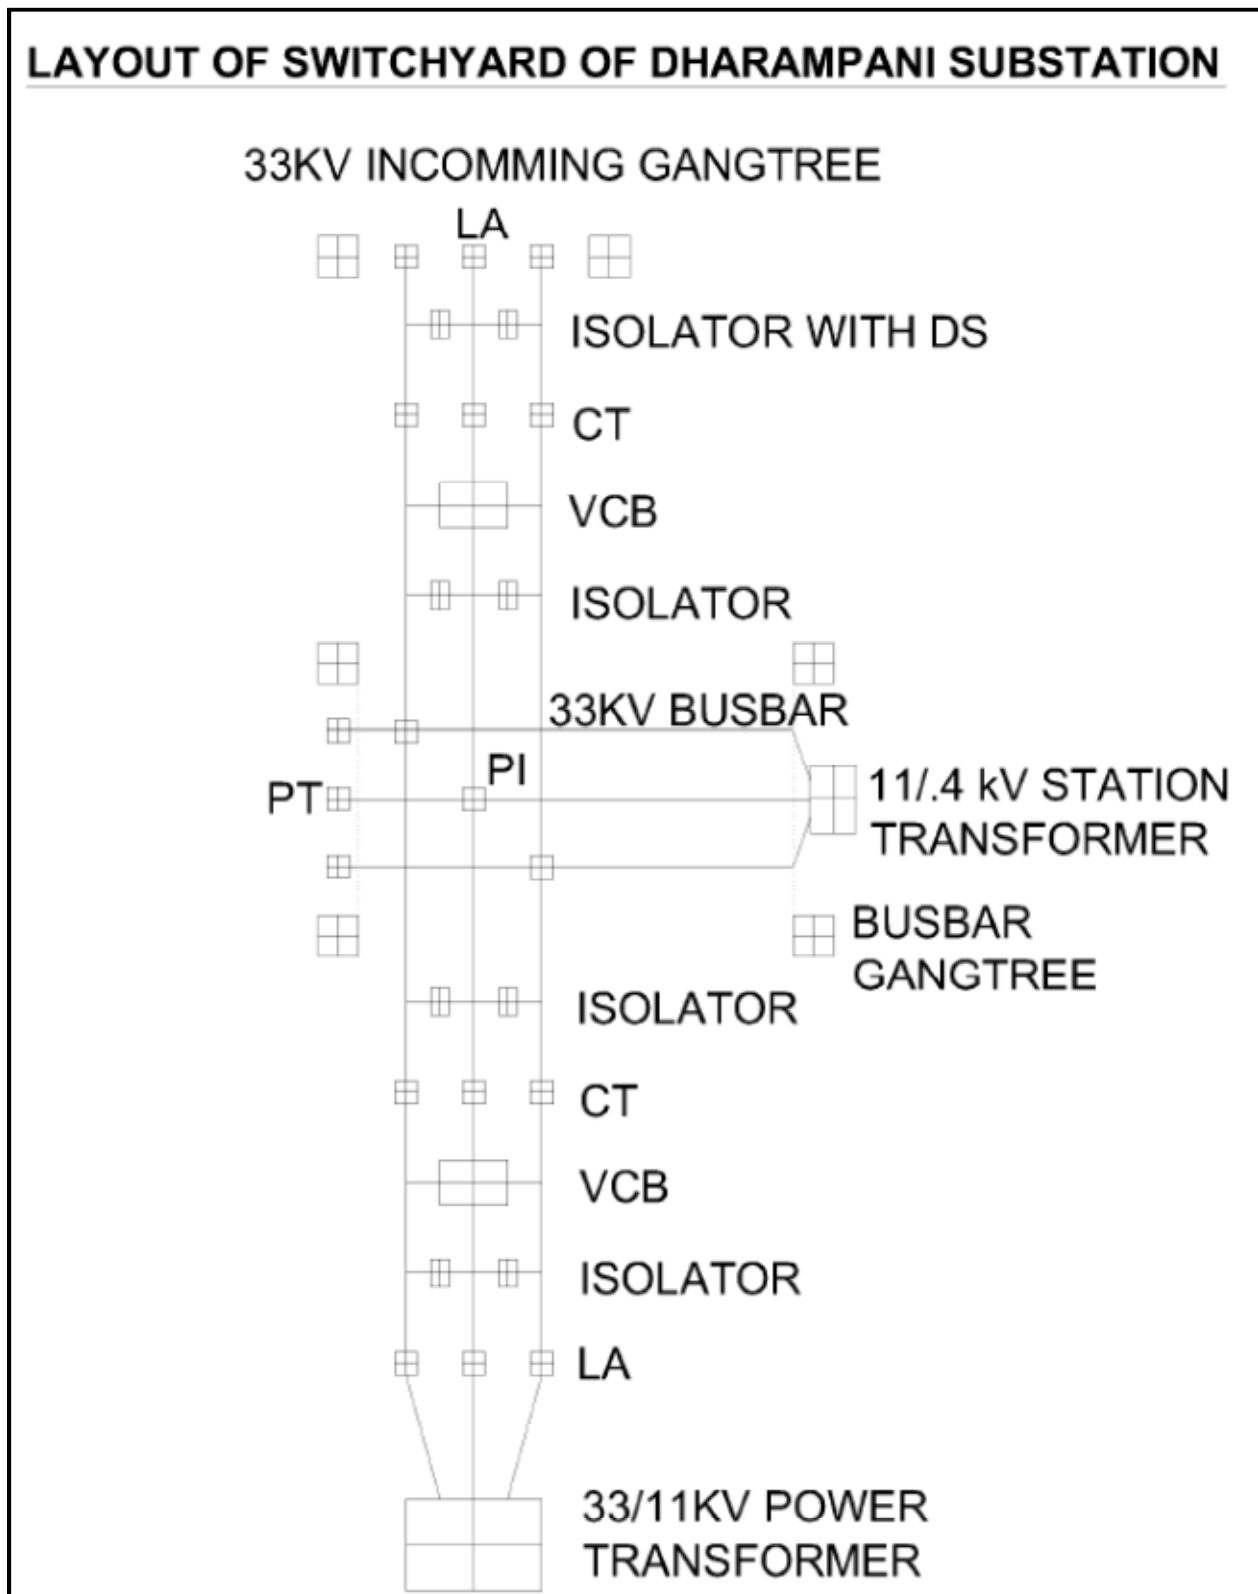 LAYOUT OF SWITCHYARD OF DHARAMPANI SUBSTATION
33KV INCOMMING GANGTREE
LA
ISOLATOR WITH DS
CT
VCB
ISOLATOR
33KV BUSBAR
PI
PT
11/.4 kV STATION
TRANSFORMER
BUSBAR
GANGTREE
ISOLATOR
CT
VCB
ISOLATOR
LA
33/11KV POWER
TRANSFORMER